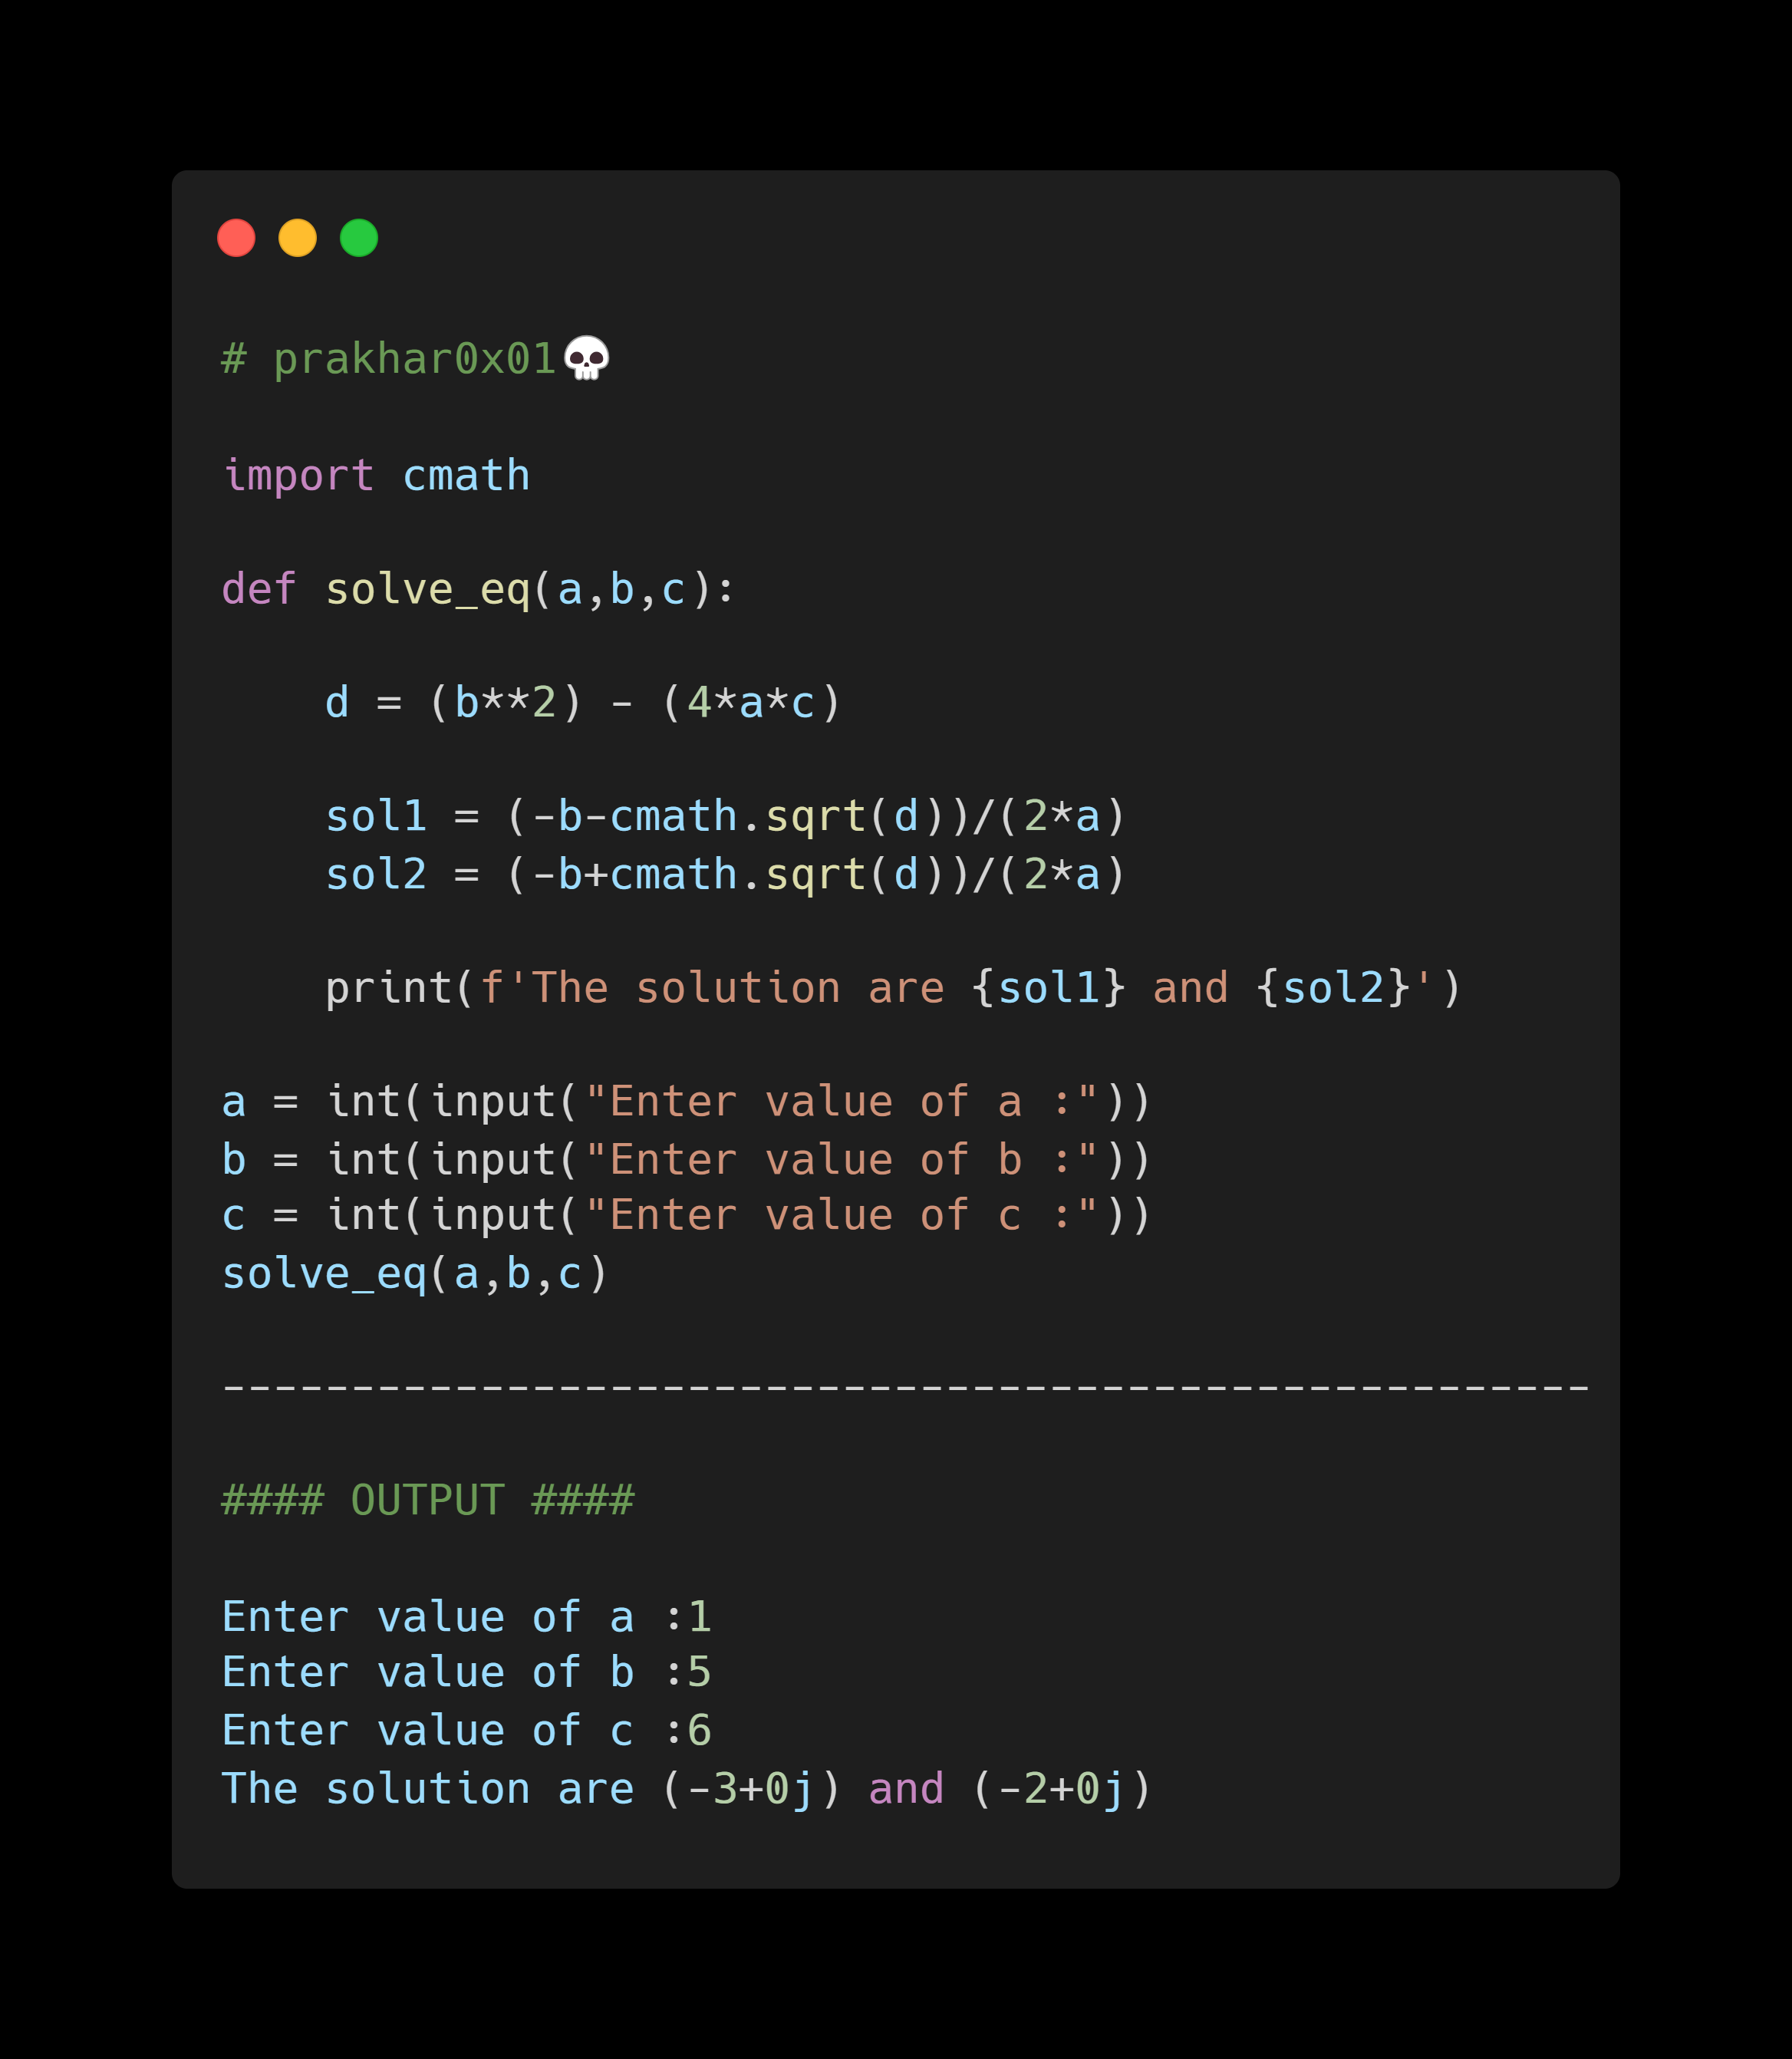 # prakhar0x01💀
import cmath
def solve_eq(a,b,c):
    d = (b**2) - (4*a*c)
    sol1 = (-b-cmath.sqrt(d))/(2*a)
    sol2 = (-b+cmath.sqrt(d))/(2*a)
    print(f'The solution are {sol1} and {sol2}')
a = int(input("Enter value of a :"))
b = int(input("Enter value of b :"))
c = int(input("Enter value of c :"))
solve_eq(a,b,c)
-----------------------------------------------------
#### OUTPUT ####
Enter value of a :1
Enter value of b :5
Enter value of c :6
The solution are (-3+0j) and (-2+0j)